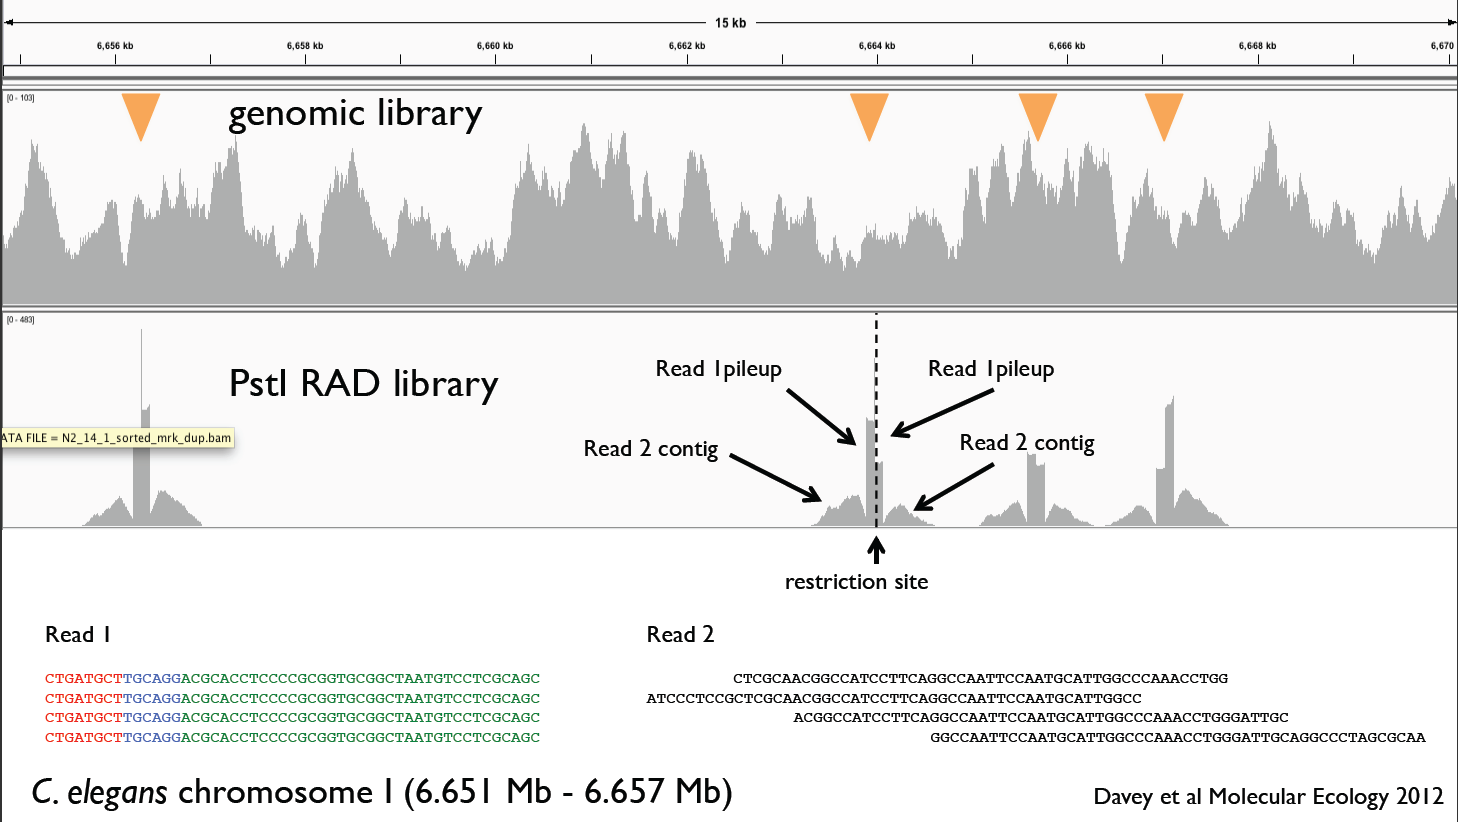 15 kb
6,656 kb 6,658 kb 6,660 kb 6,662 kb 6,664 kb 6,666 kb 6,668 kb 6,670
[0 - 103]
genomic library
[0 - 483]
PstI RAD library
Read 1pileup
Read 1pileup
Read 2 contig
Read 2 contig
ATA FILE = N2_14_1_sorted_mrk_dup.bam
restriction site
Read 1
CTGATGCTTGCAGGACGCACCTCCCCGCGGTGCGGCTAATGTCCTCGCAGC
CTGATGCTTGCAGGACGCACCTCCCCGCGGTGCGGCTAATGTCCTCGCAGC
CTGATGCTTGCAGGACGCACCTCCCCGCGGTGCGGCTAATGTCCTCGCAGC
CTGATGCTTGCAGGACGCACCTCCCCGCGGTGCGGCTAATGTCCTCGCAGC
Read 2
CTCGCAACGGCCATCCTTCAGGCCAATTCCAATGCATTGGCCCAAACCTGG
ATCCCTCCGCTCGCAACGGCCATCCTTCAGGCCAATTCCAATGCATTGGCC
ACGGCCATCCTTCAGGCCAATTCCAATGCATTGGCCCAAACCTGGGATTGC
GGCCAATTCCAATGCATTGGCCCAAACCTGGGATTGCAGGCCCTAGCGCAA
C. elegans chromosome I (6.651 Mb - 6.657 Mb)
Davey et al Molecular Ecology 2012